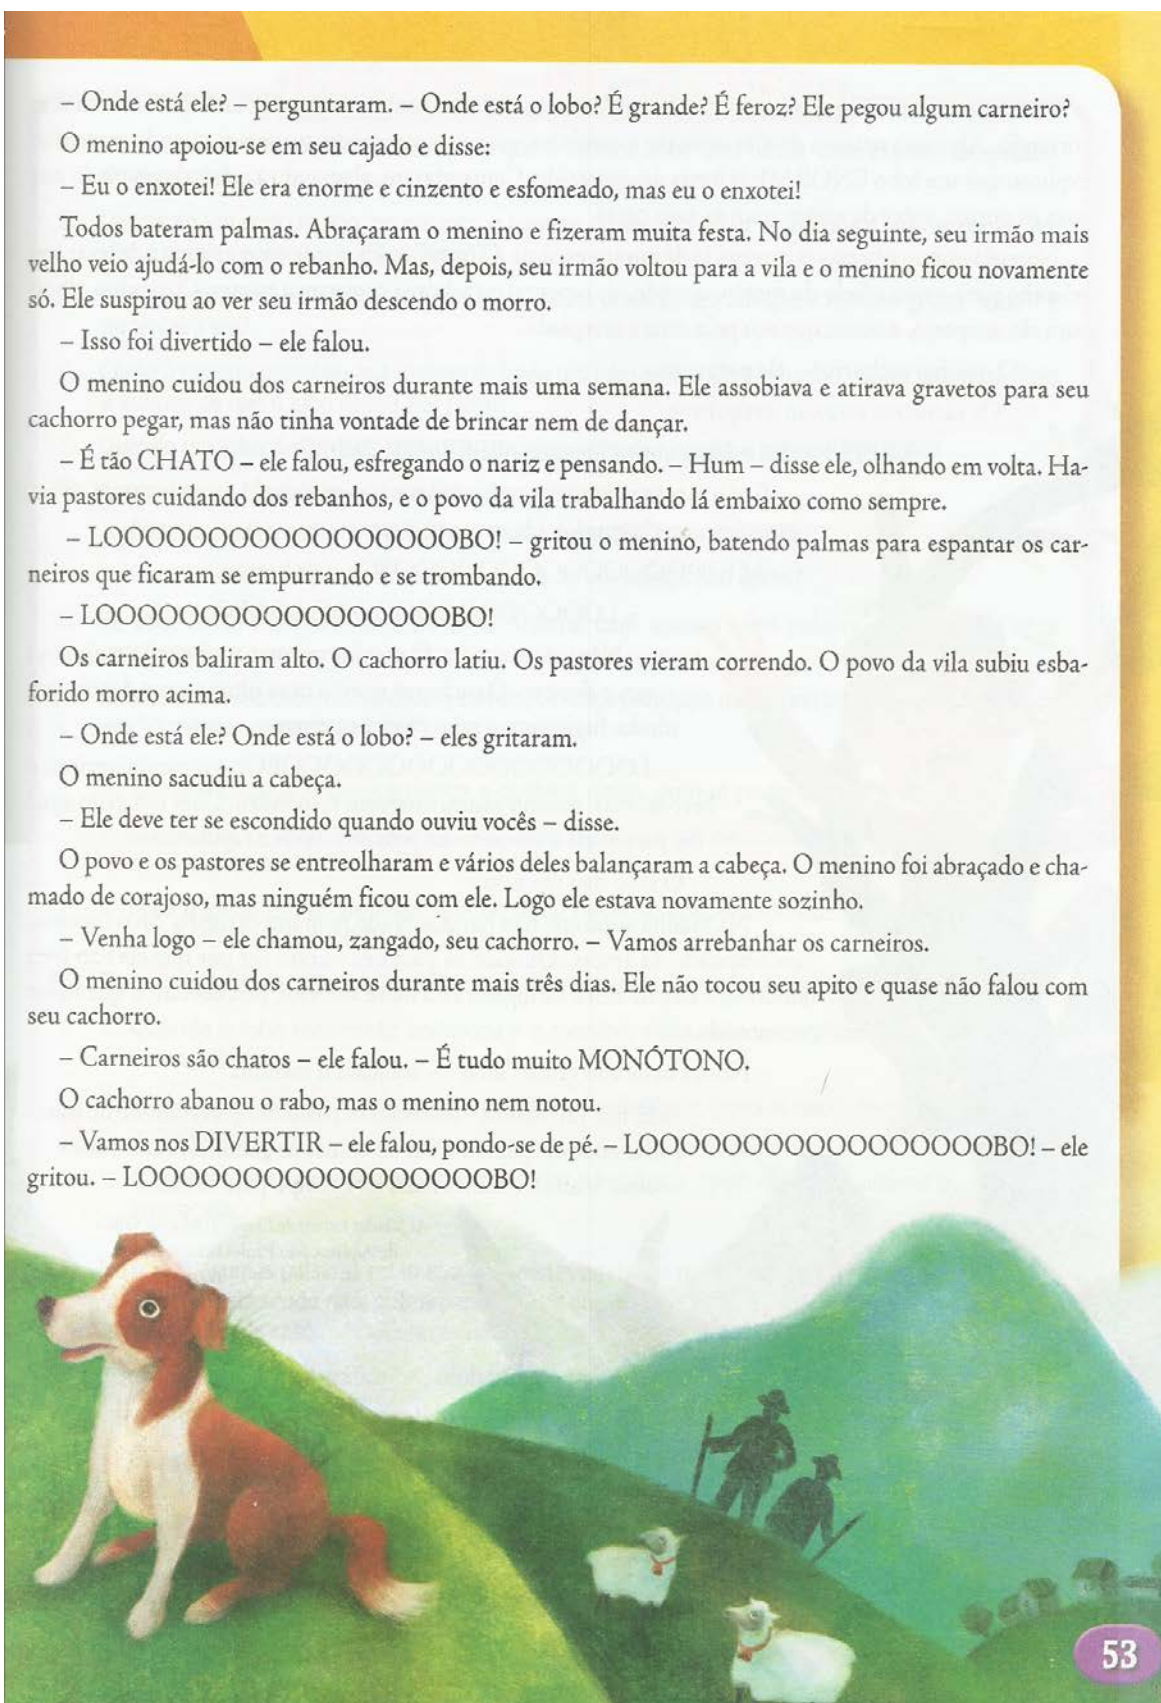 – Onde está ele? – perguntaram. – Onde está o lobo? É grande? É feroz? Ele pegou algum carneiro?
O menino apoiou-se em seu cajado e disse:
– Eu o enxotei! Ele era enorme e cinzento e esfomeado, mas eu o enxotei!
Todos bateram palmas. Abraçaram o menino e fizeram muita festa. No dia seguinte, seu irmão mais
velho veio ajudá-lo com o rebanho. Mas, depois, seu irmão voltou para a vila e o menino ficou novamente
só. Ele suspirou ao ver seu irmão descendo o morro.
– Isso foi divertido – ele falou.
O menino cuidou dos carneiros durante mais uma semana. Ele assobiava e atirava gravetos para seu
cachorro pegar, mas não tinha vontade de brincar nem de dançar.
– É tão CHATO – ele falou, esfregando o nariz e pensando. – Hum – disse ele, olhando em volta. Ha-
via pastores cuidando dos rebanhos, e o povo da vila trabalhando lá embaixo como sempre.
– LOOOOOOOOOOOOOOOOOOBO! – gritou o menino, batendo palmas para espantar os car-
neiros que ficaram se empurrando e se trombando.
– LOOOOOOOOOOOOOOOOOOBO!
Os carneiros baliram alto. O cachorro latiu. Os pastores vieram correndo. O povo da vila subiu esba-
forido morro acima.
– Onde está ele? Onde está o lobo? – eles gritaram.
O menino sacudiu a cabeça.
– Ele deve ter se escondido quando ouviu vocês – disse.
O povo e os pastores se entreolharam e vários deles balançaram a cabeça. O menino foi abraçado e cha-
mado de corajoso, mas ninguém ficou com ele. Logo ele estava novamente sozinho.
– Venha logo – ele chamou, zangado, seu cachorro. – Vamos arrebanhar os carneiros.
O menino cuidou dos carneiros durante mais três dias. Ele não tocou seu apito e quase não falou com
seu cachorro.
– Carneiros são chatos – ele falou. – É tudo muito MONÓTONO.
O cachorro abanou o rabo, mas o menino nem notou.
– Vamos nos DIVERTIR – ele falou, pondo-se de pé. – LOOOOOOOOOOOOOOOOOOBO! – ele
gritou. – LOOOOOOOOOOOOOOOOOOBO!
53